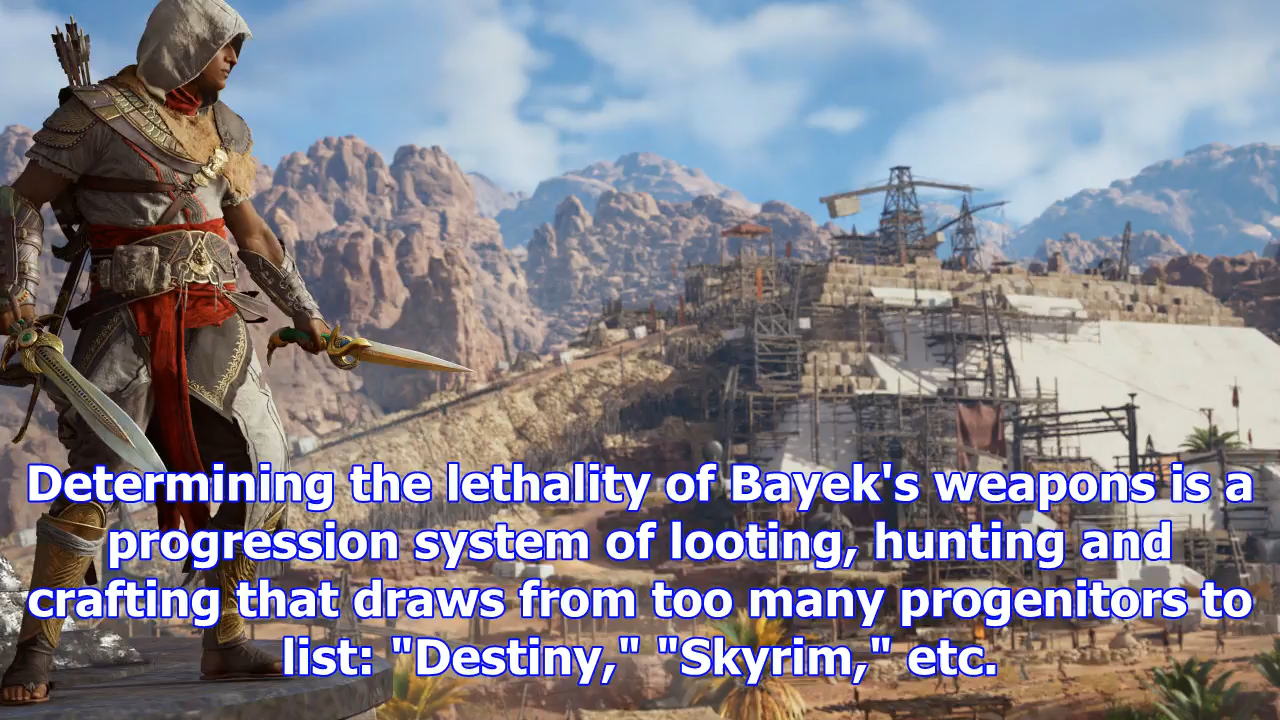 Determining the lethality of Bayek's weapons is a
progression system of looting, hunting and
crafting that draws from too many progenitors to
list: "Destiny," "Skyrim," etc.